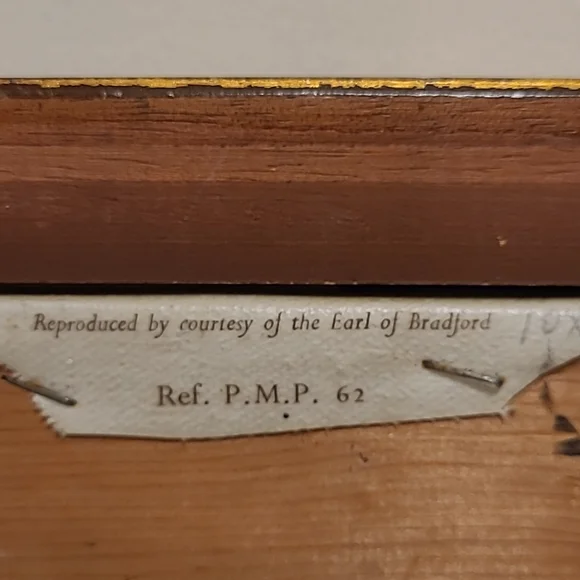 Reproduced by courtesy of the Earl of Bradford
Ref. P.M.P. 62